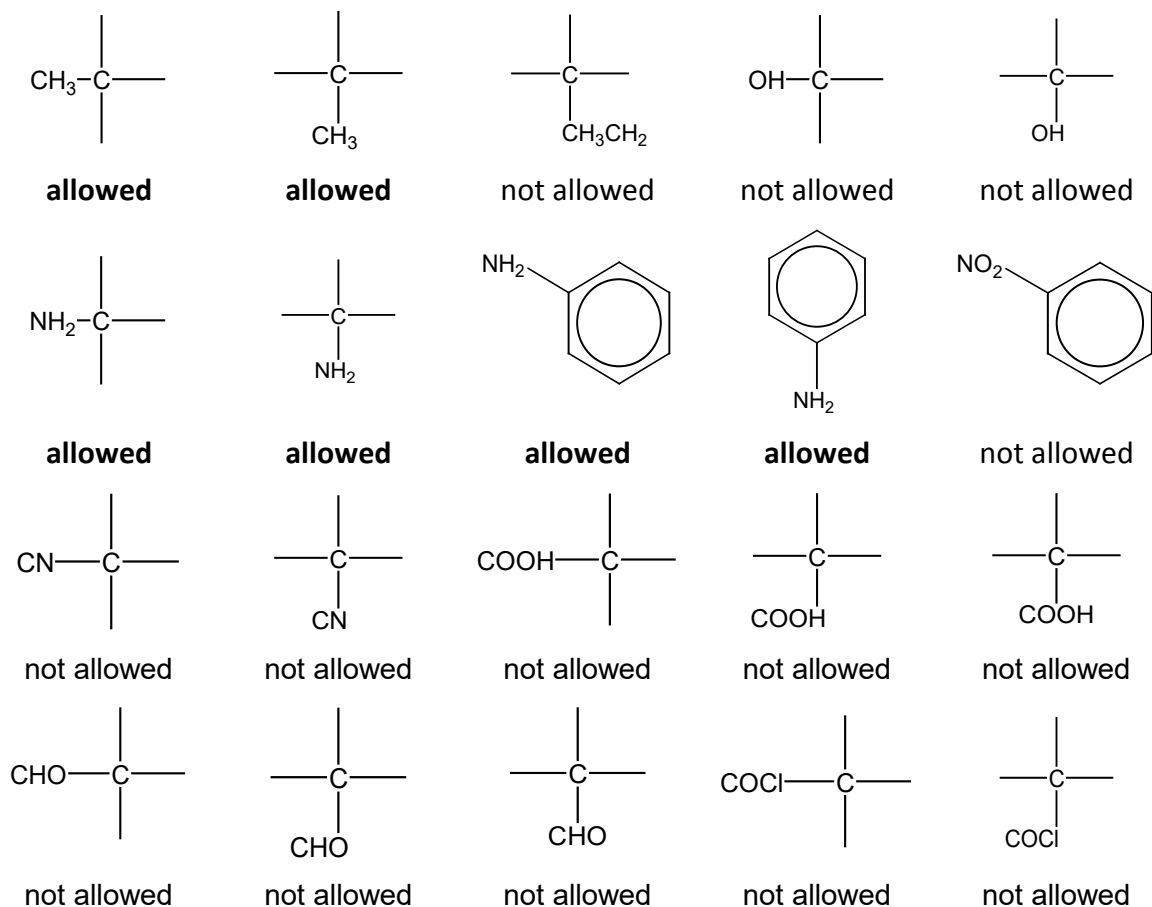 CH₃ C C C OH C C
CH₃ CH₃CH₂ OH
allowed allowed not allowed not allowed not allowed
NH₂ C C NH₂ NO₂
NH₂ NH₂
allowed allowed allowed allowed not allowed
CN C C COOH C C C
CN COOH COOH
not allowed not allowed not allowed not allowed not allowed
CHO C C C COCl C C
CHO CHO COCl
not allowed not allowed not allowed not allowed not allowed